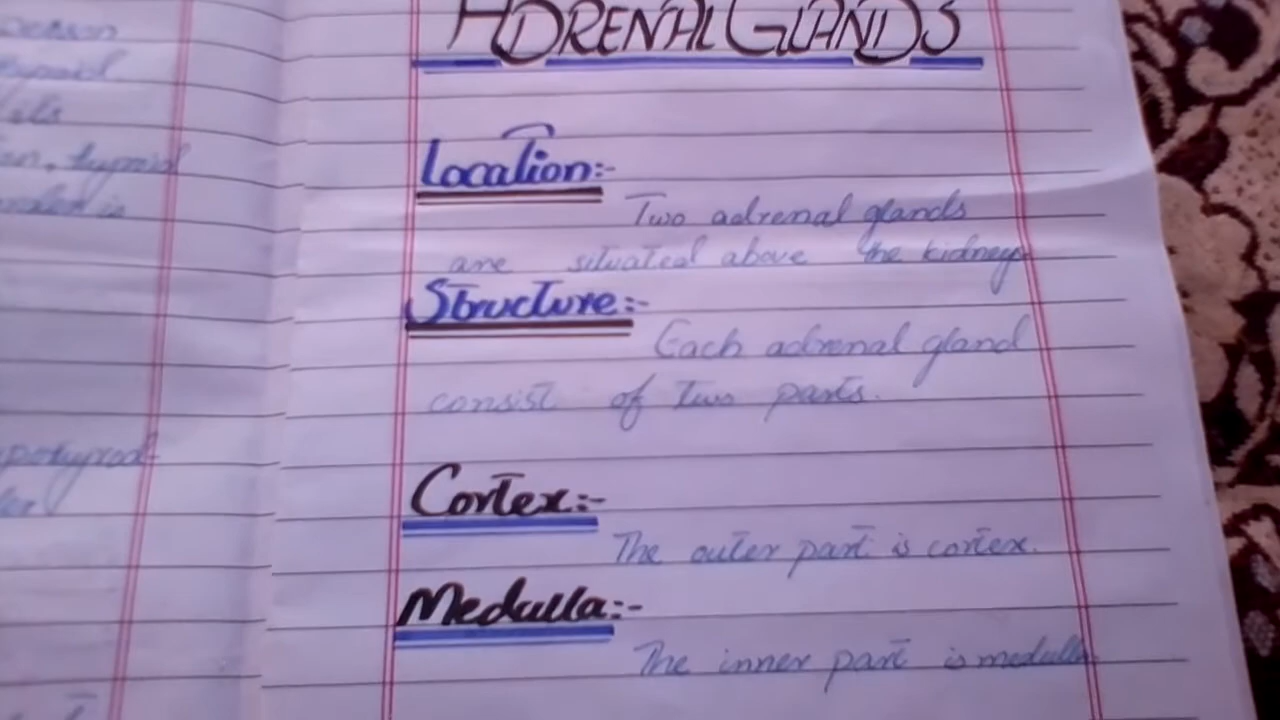 ADRENAL GLANDS
Location:-
Two adrenal glands
are situated above the kidney
Structure:-
Each adrenal gland
consist of two parts.
Cortex:-
The outer part is cortex.
Medulla:-
The inner part is medulla.